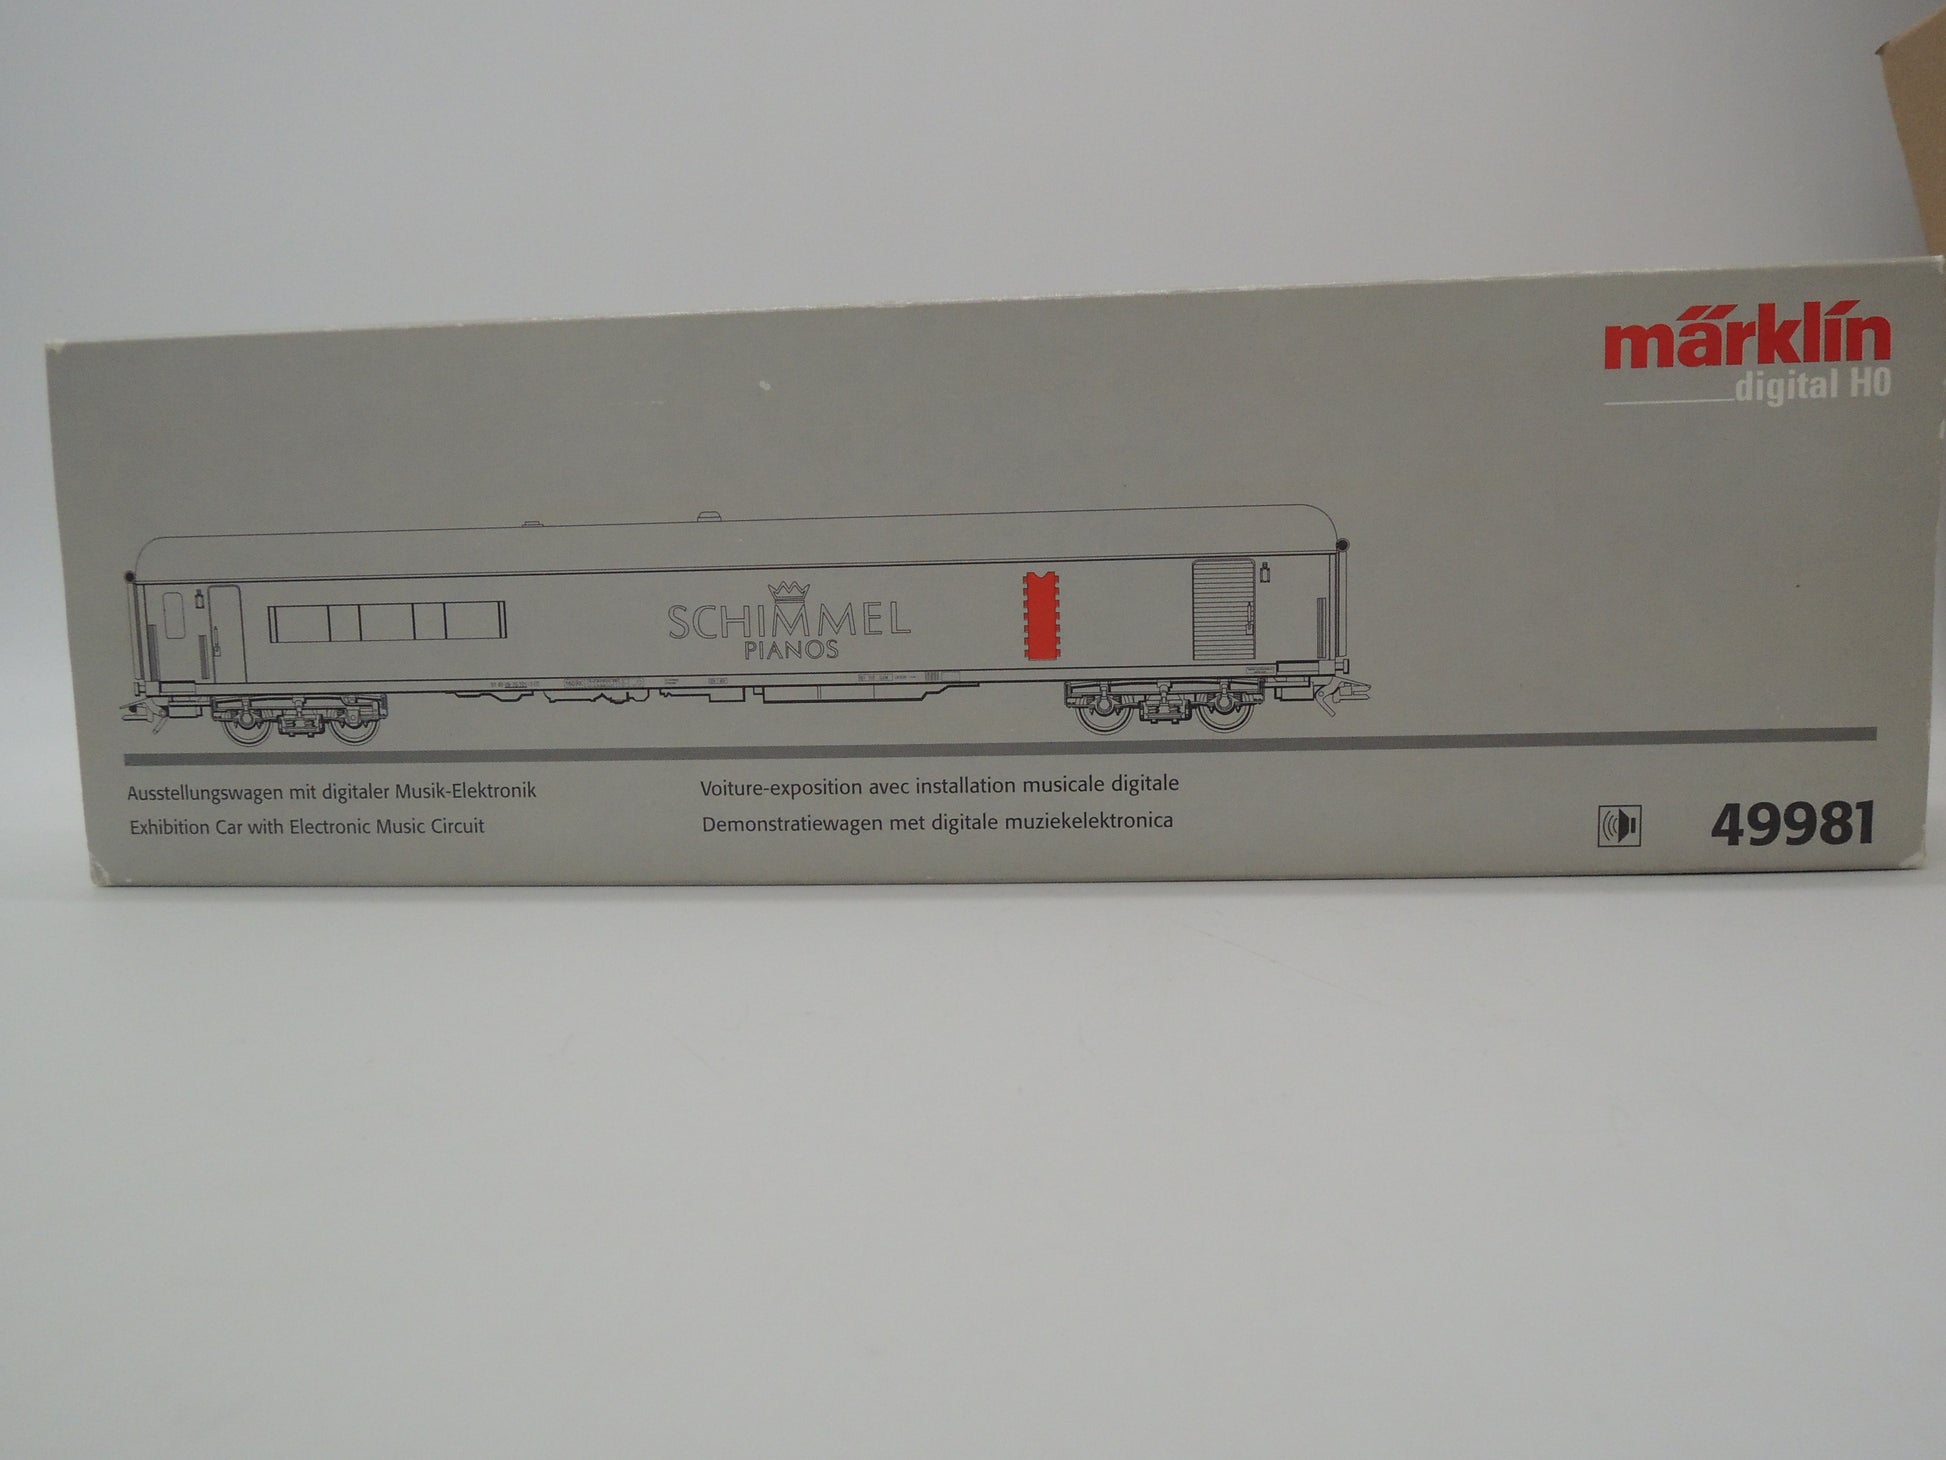 märklin
digital H0
SCHIMMEL
PIANOS
Ausstellungswagen mit digitaler Musik-Elektronik
Exhibition Car with Electronic Music Circuit
Voiture-exposition avec installation musicale digitale
Demonstratiewagen met digitale muziekelektronica
49981